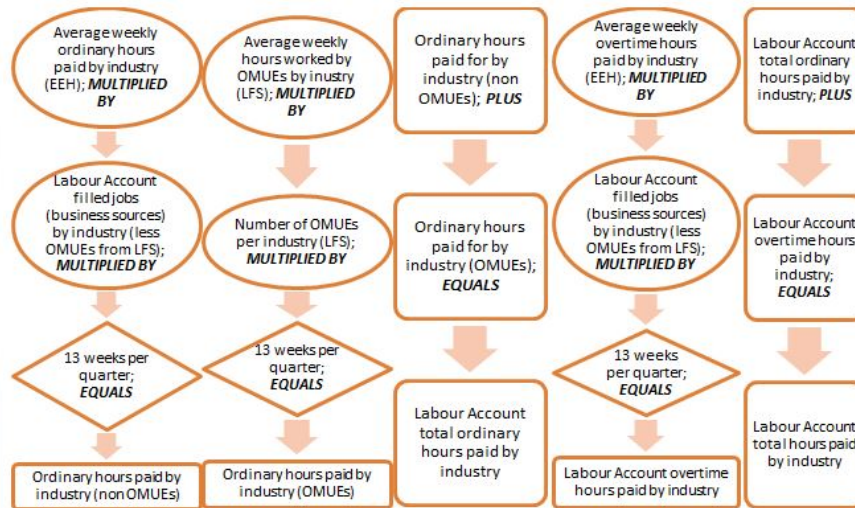 Average weekly
ordinary hours
paid by industry
(EEH); MULTIPLIED
BY
Labour Account
filled jobs
(business sources)
by industry (less
OMUEs from LFS);
MULTIPLIED BY
13 weeks per
quarter;
EQUALS
Ordinary hours paid by
industry (non OMUEs)
Average weekly
hours worked by
OMUEs by inustry
(LFS); MULTIPLIED
BY
Number of OMUEs
per industry (LFS);
MULTIPLIED BY
13 weeks per
quarter;
EQUALS
Ordinary hours paid by
industry (OMUEs)
Ordinary hours
paid for by
industry (non
OMUEs); PLUS
Ordinary hours
paid for by
industry (OMUEs);
EQUALS
Labour Account
total ordinary
hours paid by
industry
Average weekly
overtime hours
paid by industry
(EEH); MULTIPLIED
BY
Labour Account
filled jobs
(business sources)
by industry (less
OMUEs from LFS);
MULTIPLIED BY
13 weeks
per quarter;
EQUALS
Labour Account overtime
hours paid by industry
Labour Account
total ordinary
hours paid by
industry; PLUS
Labour Account
overtime hours
paid by
industry;
EQUALS
Labour Account
total hours paid
by industry